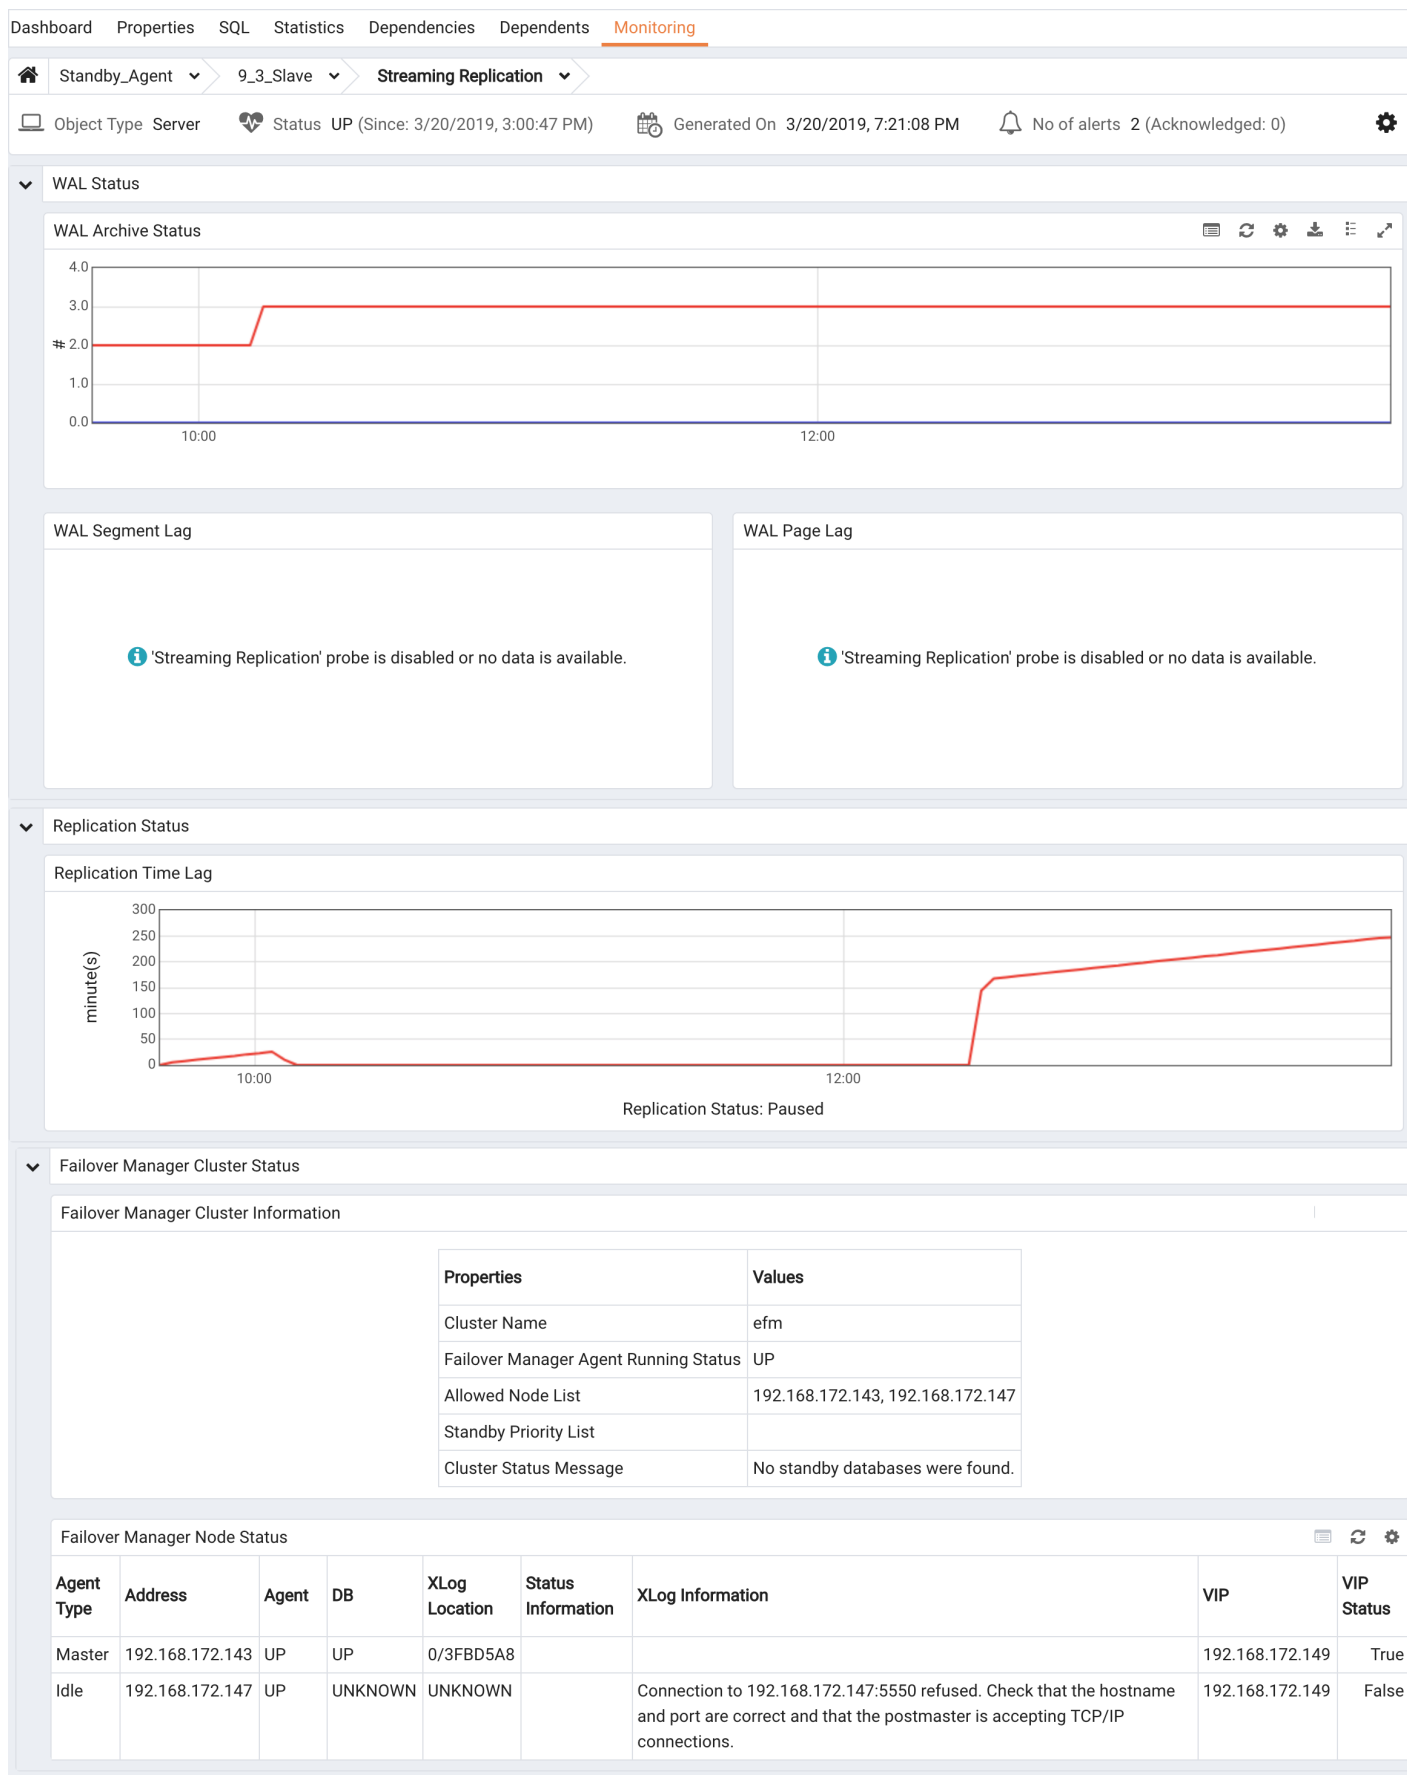 Dashboard Properties SQL Statistics Dependencies Dependents Monitoring
Standby_Agent 9_3_Slave Streaming Replication
Object Type Server Status UP (Since: 3/20/2019, 3:00:47 PM) Generated On 3/20/2019, 7:21:08 PM No of alerts 2 (Acknowledged: 0)
WAL Status
WAL Archive Status
4.0
3.0
# 2.0
1.0
0.0
10:00 12:00
WAL Segment Lag WAL Page Lag
'Streaming Replication' probe is disabled or no data is available. 'Streaming Replication' probe is disabled or no data is available.
Replication Status
Replication Time Lag
300
250
200
150
100
50
0
minute(s)
10:00 12:00
Replication Status: Paused
Failover Manager Cluster Status
Failover Manager Cluster Information
Properties Values
Cluster Name efm
Failover Manager Agent Running Status UP
Allowed Node List 192.168.172.143, 192.168.172.147
Standby Priority List
Cluster Status Message No standby databases were found.
Failover Manager Node Status
Agent Type Address Agent DB XLog Location Status Information XLog Information VIP VIP Status
Master 192.168.172.143 UP UP 0/3FBD5A8 192.168.172.149 True
Idle 192.168.172.147 UP UNKNOWN UNKNOWN Connection to 192.168.172.147:5550 refused. Check that the hostname 192.168.172.149 False
and port are correct and that the postmaster is accepting TCP/IP
connections.